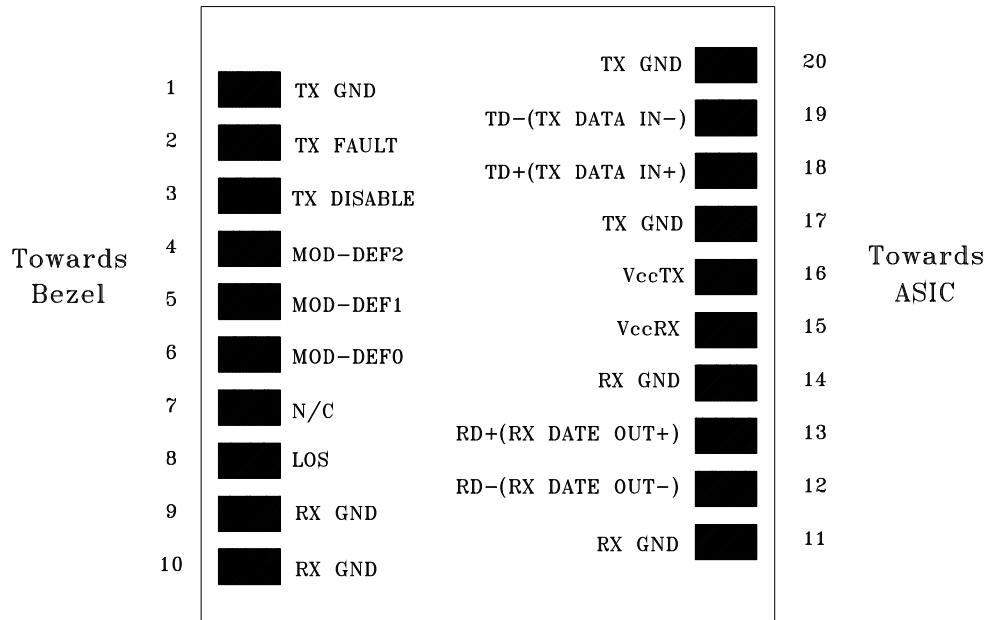 Towards
Bezel
1 TX GND
2 TX FAULT
3 TX DISABLE
4 MOD-DEF2
5 MOD-DEF1
6 MOD-DEF0
7 N/C
8 LOS
9 RX GND
10 RX GND
TX GND 20
TD-(TX DATA IN-) 19
TD+(TX DATA IN+) 18
TX GND 17
VccTX 16
VccRX 15
RX GND 14
RD+(RX DATE OUT+) 13
RD-(RX DATE OUT-) 12
RX GND 11
Towards
ASIC